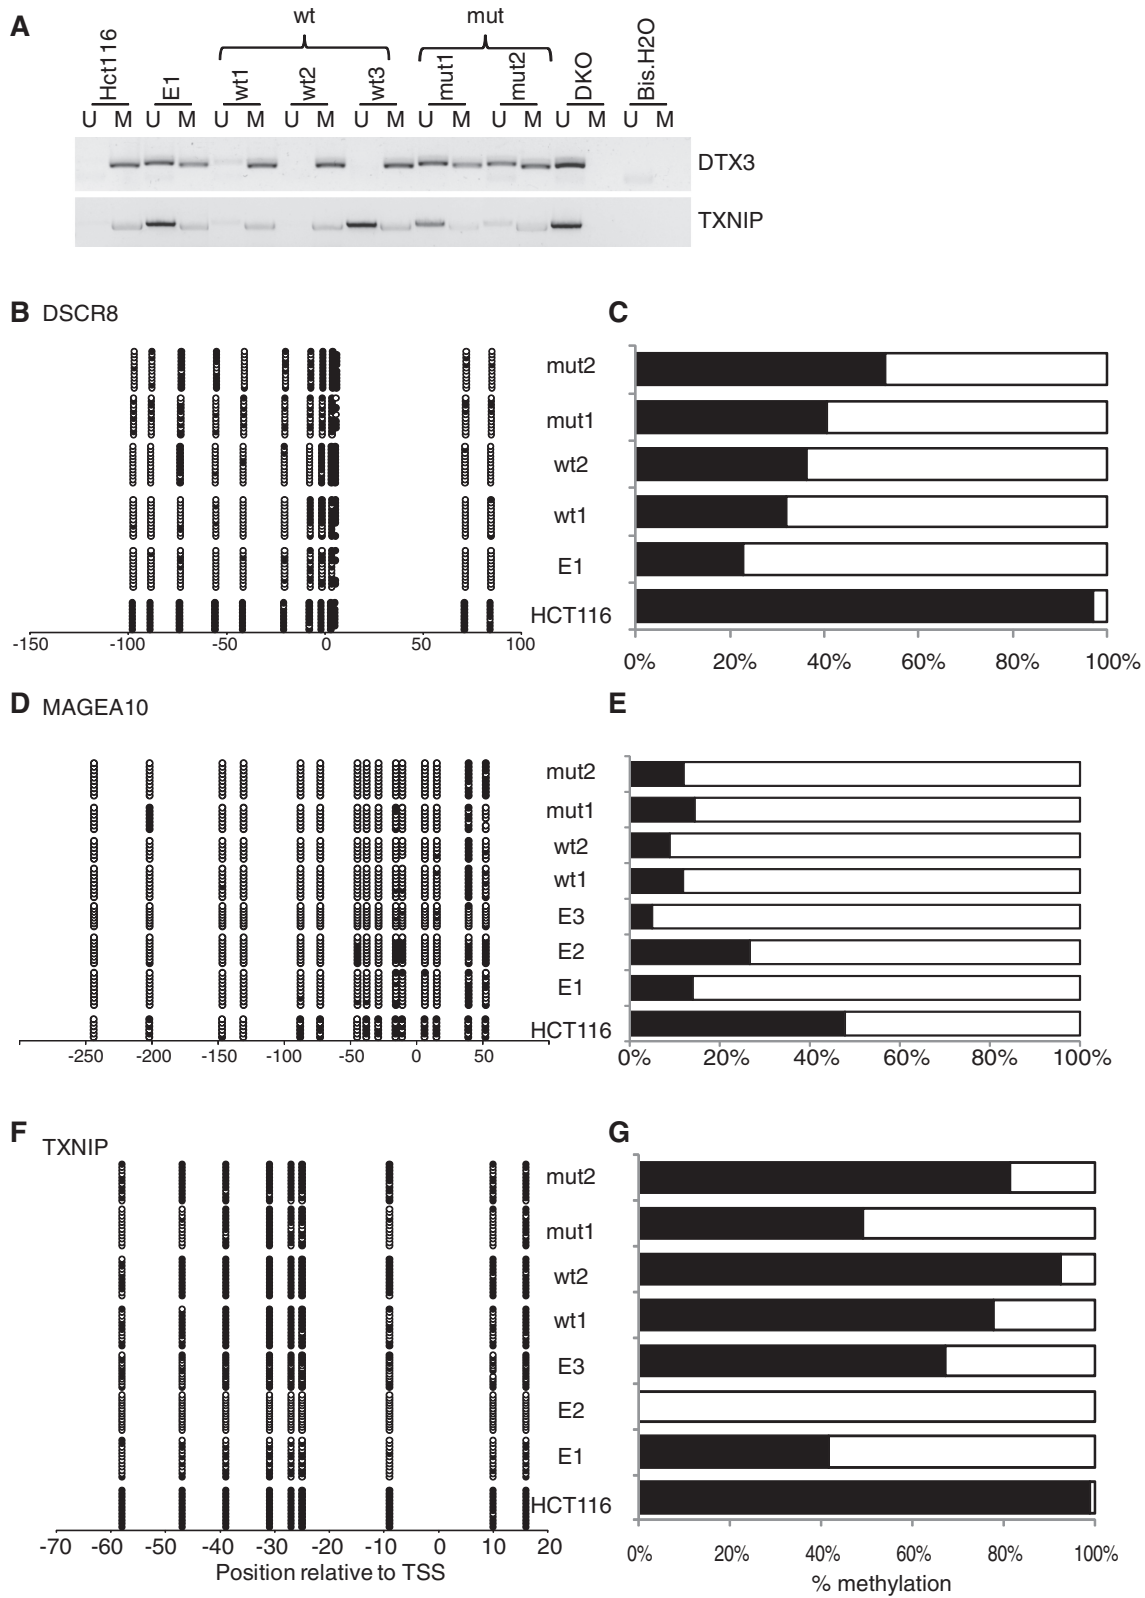 A
wt
mut
Hct116
E1
wt1
wt2
wt3
mut1
mut2
DKO
Bis.H2O
U M U M U M U M U M U M U M U M U M
DTX3
TXNIP
B DSCR8
C
mut2
mut1
wt2
wt1
E1
HCT116
-150 -100 -50 0 50 100
0% 20% 40% 60% 80% 100%
D MAGEA10
E
mut2
mut1
wt2
wt1
E3
E2
E1
HCT116
-250 -200 -150 -100 -50 0 50
0% 20% 40% 60% 80% 100%
F TXNIP
G
mut2
mut1
wt2
wt1
E3
E2
E1
HCT116
-70 -60 -50 -40 -30 -20 -10 0 10 20
Position relative to TSS
0% 20% 40% 60% 80% 100%
% methylation